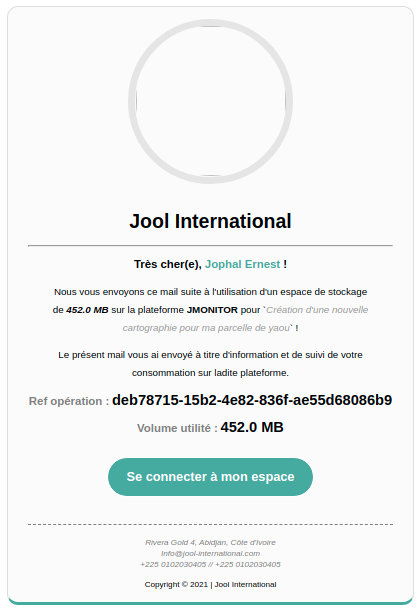 Jool International
Très cher(e), Jophal Ernest !
Nous vous envoyons ce mail suite à l'utilisation d'un espace de stockage
de 452.0 MB sur la plateforme JMONITOR pour `Création d'une nouvelle
cartographie pour ma parcelle de yaou` !
Le présent mail vous ai envoyé à titre d'information et de suivi de votre
consommation sur ladite plateforme.
Ref opération : deb78715-15b2-4e82-836f-ae55d68086b9
Volume utilité : 452.0 MB
Se connecter à mon espace
Rivera Gold 4, Abidjan, Côte d'Ivoire
Info@jool-international.com
+225 0102030405 // +225 0102030405
Copyright © 2021 | Jool International